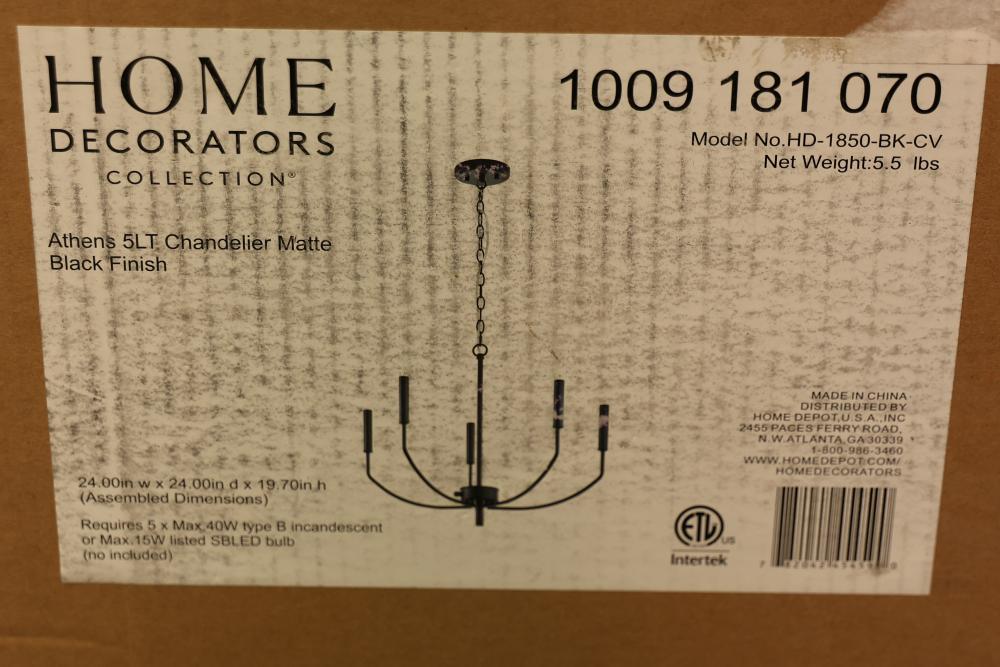 HOME
DECORATORS
COLLECTION®
1009 181 070
Model No.HD-1850-BK-CV
Net Weight:5.5 lbs
Athens 5LT Chandelier Matte
Black Finish
24.00in w x 24.00in d x 19.70in h
(Assembled Dimensions)
Requires 5 x Max.40W type B incandescent
or Max.15W listed SBLED bulb
(no included)
MADE IN CHINA
DISTRIBUTED BY
HOME DEPOT,U.S.A.,INC
2455 PACES FERRY ROAD,
N.W.ATLANTA,GA 30339
1-800-986-3460
WWW.HOMEDEPOT.COM/
HOMEDECORATORS
ETL US
Intertek